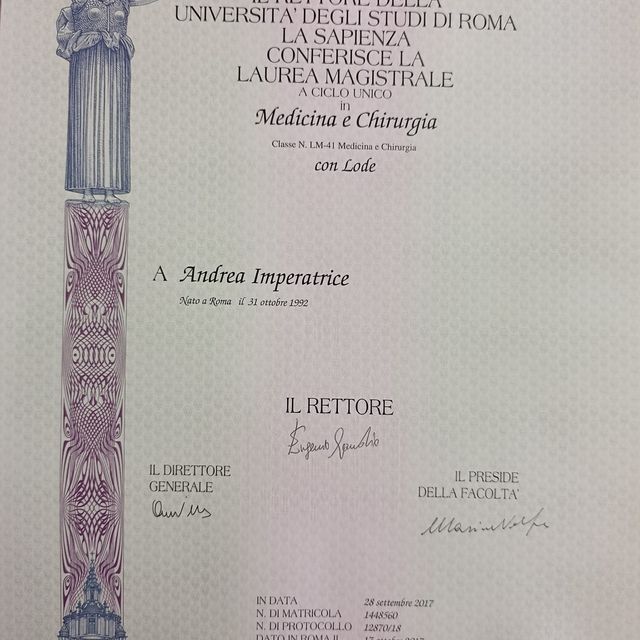 IL RETTORE DELLA
UNIVERSITA' DEGLI STUDI DI ROMA
LA SAPIENZA
CONFERISCE LA
LAUREA MAGISTRALE
A CICLO UNICO
in
Medicina e Chirurgia
Classe N. LM-41 Medicina e Chirurgia
con Lode
A Andrea Imperatrice
Nato a Roma il 31 ottobre 1992
IL RETTORE
Eugenio Gaudio
IL DIRETTORE
GENERALE
IL PRESIDE
DELLA FACOLTA'
IN DATA 28 settembre 2017
N. DI MATRICOLA 1448560
N. DI PROTOCOLLO 12870/18
DATO IN ROMA IL